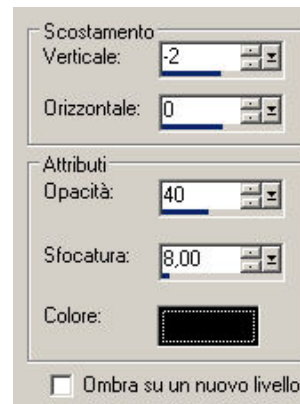 Scostamento
Verticale: -2
Orizzontale: 0
Attributi
Opacità: 40
Sfocatura: 8,00
Colore:
Ombra su un nuovo livello